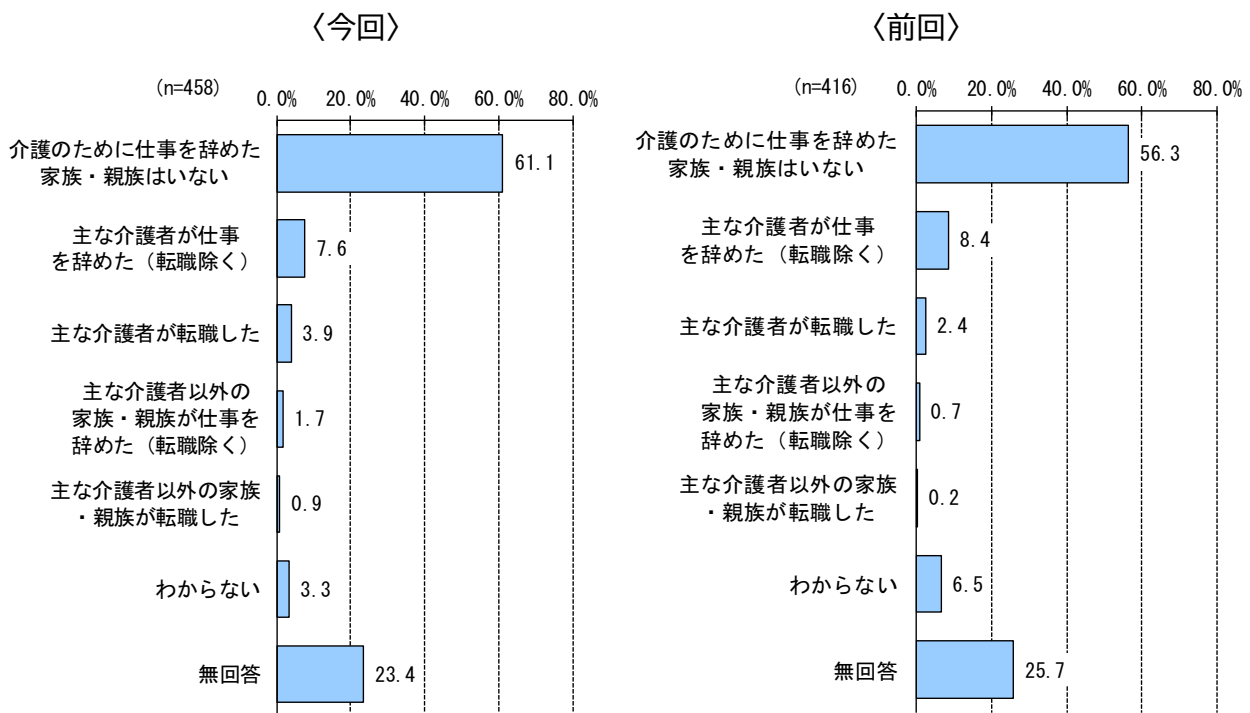 〈今回〉
(n=458)
0.0% 20.0% 40.0% 60.0% 80.0%
介護のために仕事を辞めた
家族・親族はいない
61.1
主な介護者が仕事
を辞めた（転職除く）
7.6
主な介護者が転職した
3.9
主な介護者以外の
家族・親族が仕事を
辞めた（転職除く）
1.7
主な介護者以外の家族
・親族が転職した
0.9
わからない
3.3
無回答
23.4
〈前回〉
(n=416)
0.0% 20.0% 40.0% 60.0% 80.0%
介護のために仕事を辞めた
家族・親族はいない
56.3
主な介護者が仕事
を辞めた（転職除く）
8.4
主な介護者が転職した
2.4
主な介護者以外の
家族・親族が仕事を
辞めた（転職除く）
0.7
主な介護者以外の家族
・親族が転職した
0.2
わからない
6.5
無回答
25.7